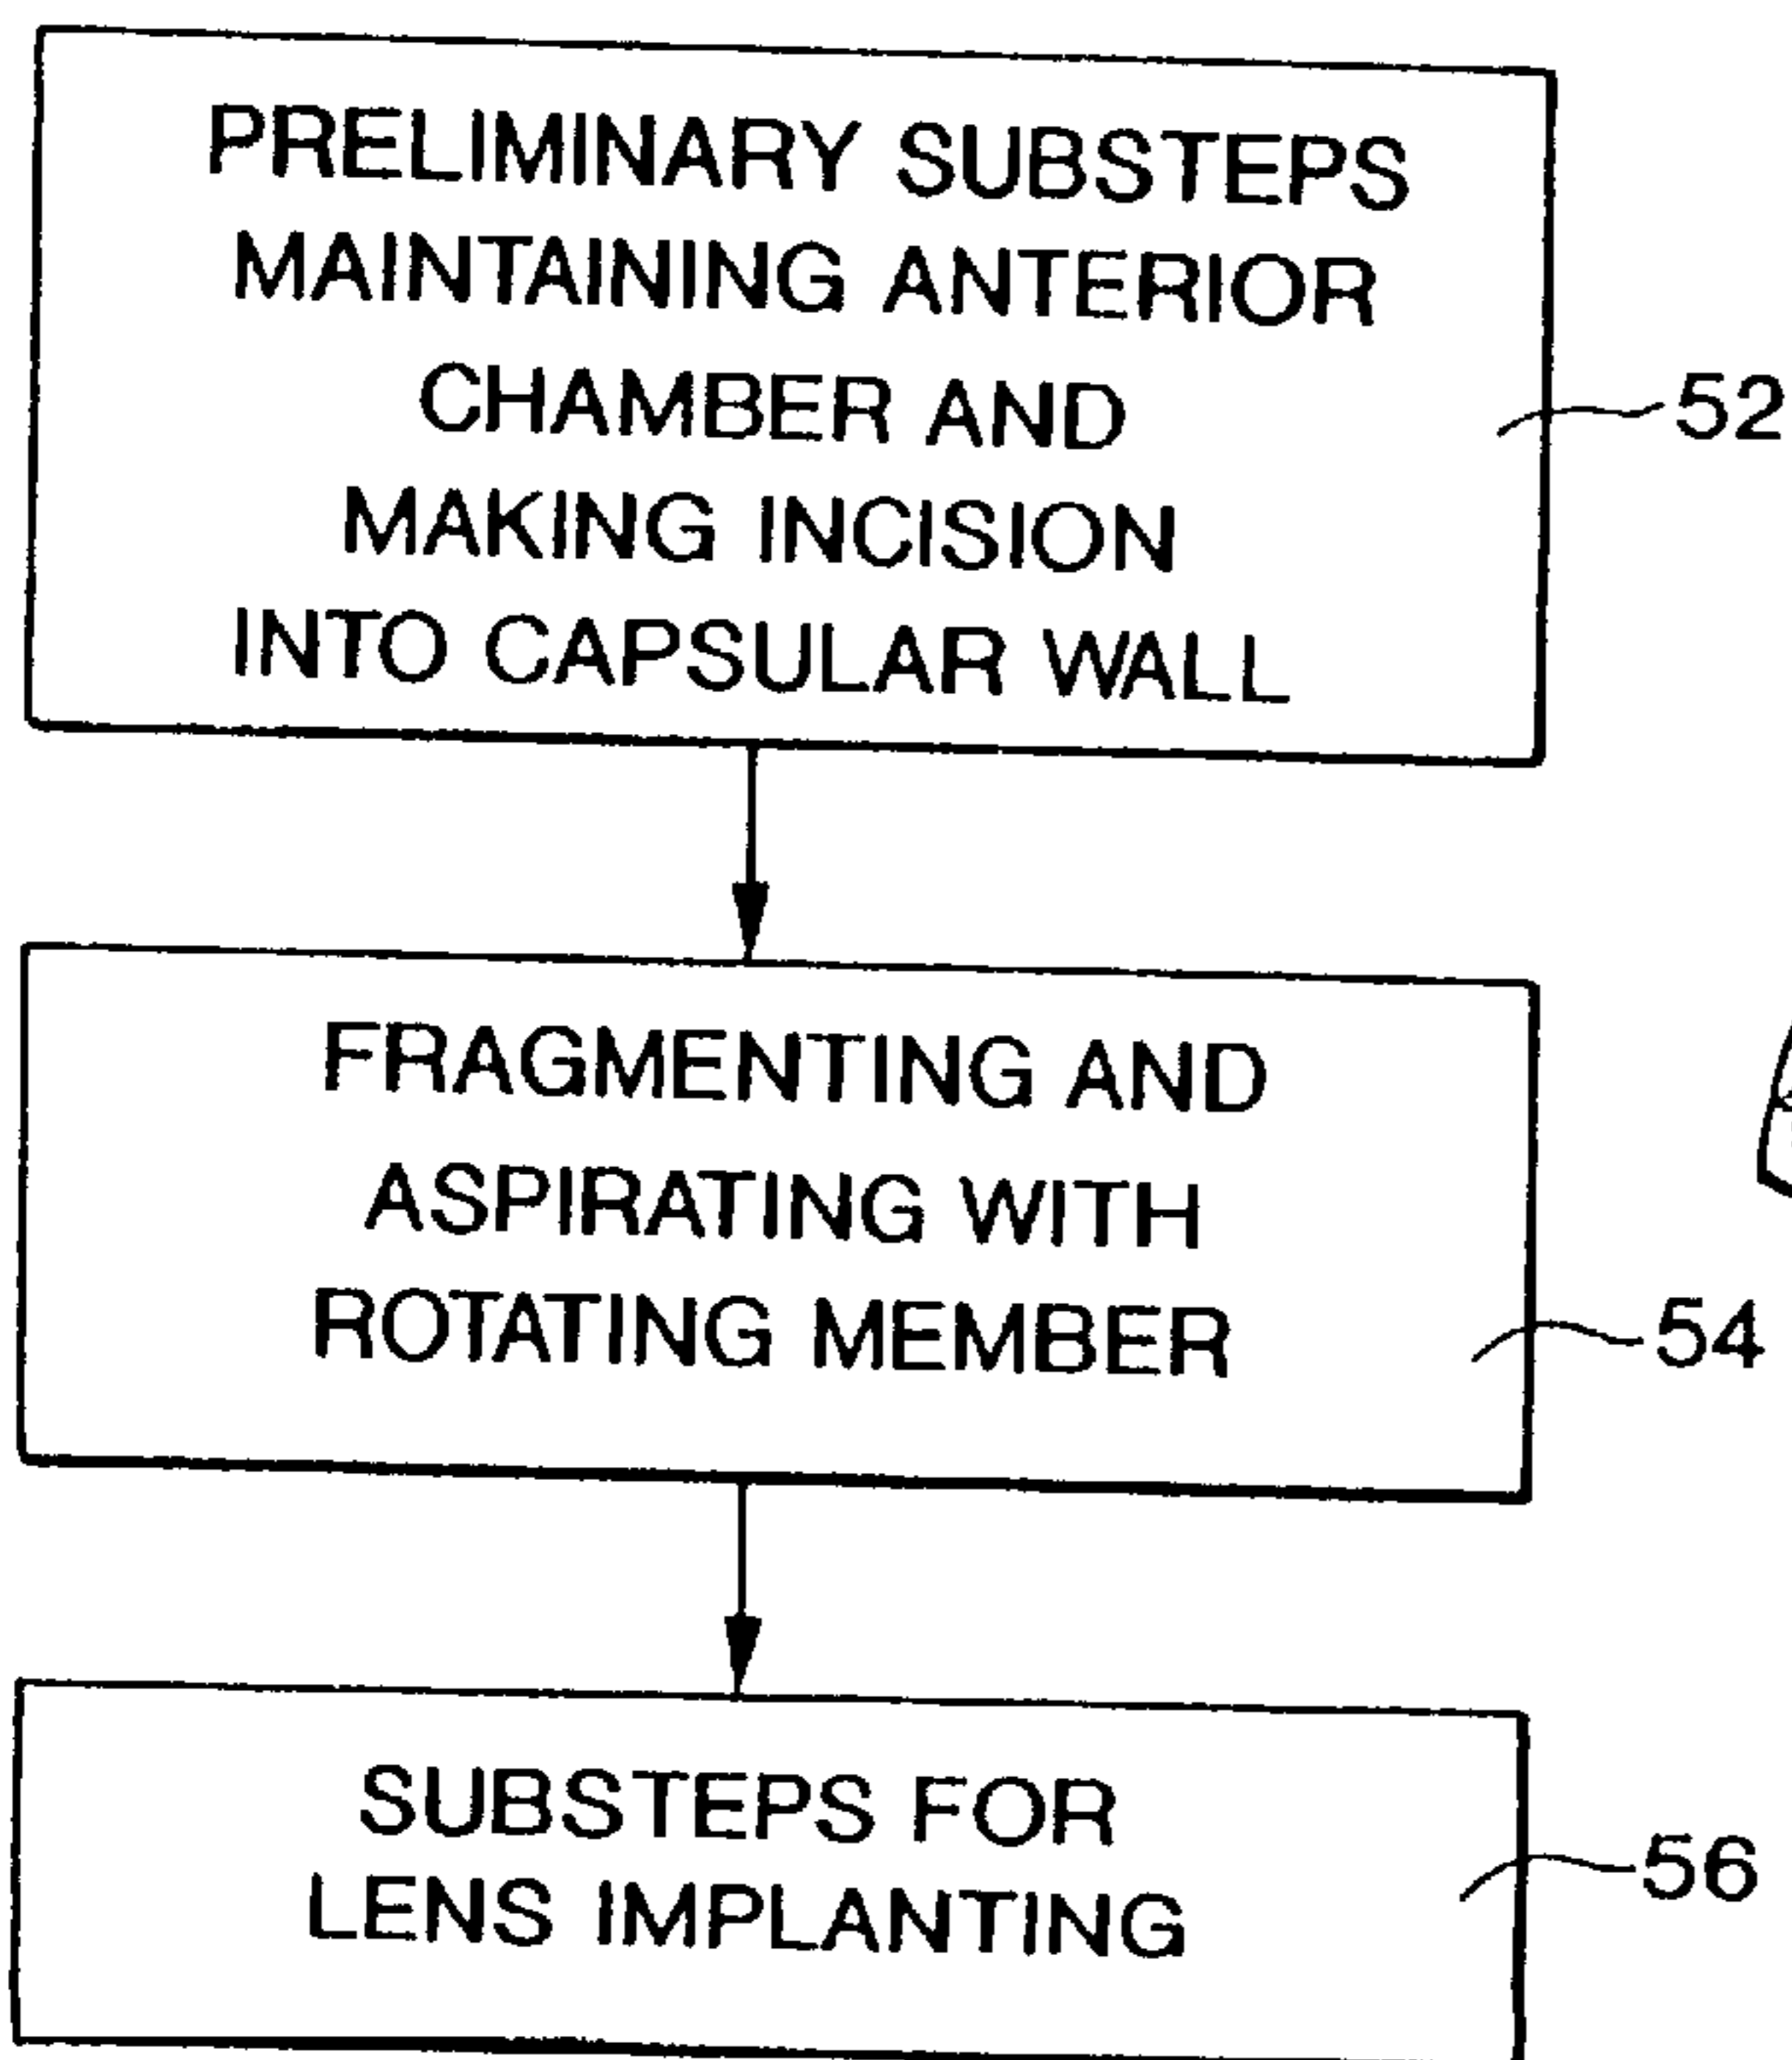 PRELIMINARY SUBSTEPS
MAINTAINING ANTERIOR
CHAMBER AND
MAKING INCISION
INTO CAPSULAR WALL
52
FRAGMENTING AND
ASPIRATING WITH
ROTATING MEMBER
54
SUBSTEPS FOR
LENS IMPLANTING
56